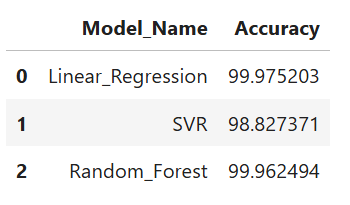 Model_Name Accuracy
0 Linear_Regression 99.975203
1 SVR 98.827371
2 Random_Forest 99.962494